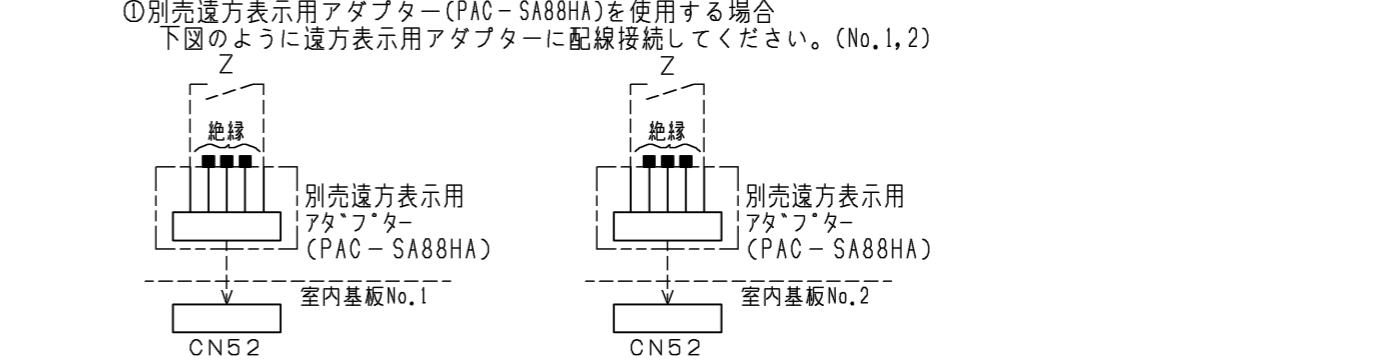 ①別売遠方表示用アダプター(PAC-SA88HA)を使用する場合
下図のように遠方表示用アダプターに配線接続してください。(No.1,2)
Z
絶縁
別売遠方表示用
アダプター
(PAC-SA88HA)
室内基板No.1
CN52
Z
絶縁
別売遠方表示用
アダプター
(PAC-SA88HA)
室内基板No.2
CN52